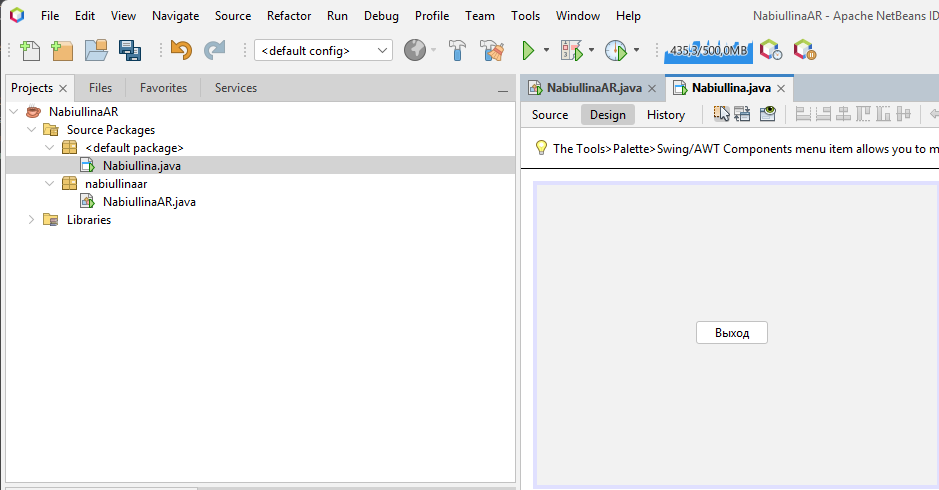 File Edit View Navigate Source Refactor Run Debug Profile Team Tools Window Help NabiullinaAR - Apache NetBeans ID
<default config> 435,3/500,0MB
Projects Files Favorites Services
NabiullinaAR.java Nabiullina.java
NabiullinaAR
Source Packages
<default package>
Nabiullina.java
nabiullinaar
NabiullinaAR.java
Libraries
Source Design History
The Tools>Palette>Swing/AWT Components menu item allows you to m
Выход